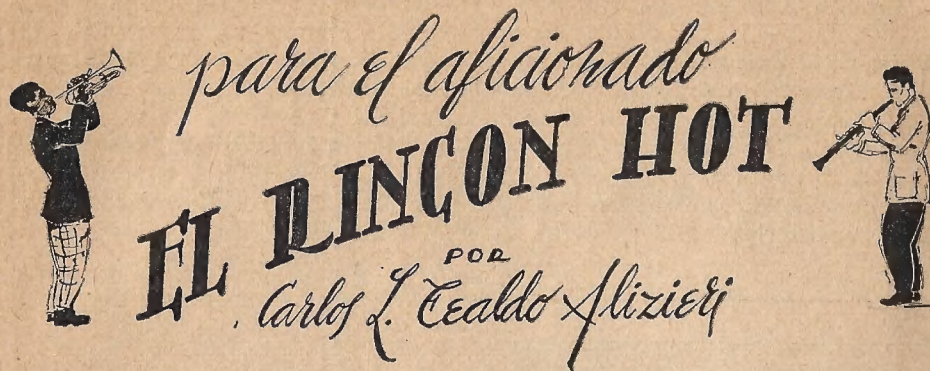 para el aficionado
EL RINCON HOT
POR
Carlos L. Tealdo Alizieri